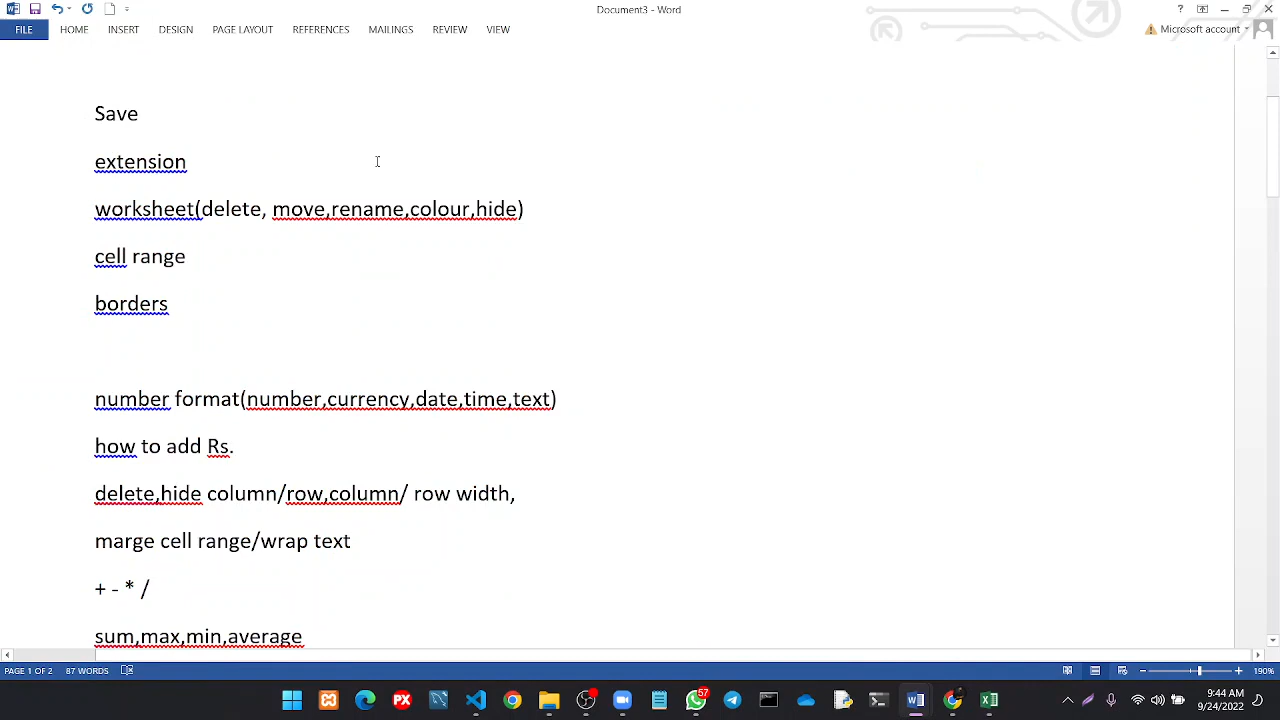 Document3 - Word
?
FILE HOME INSERT DESIGN PAGE LAYOUT REFERENCES MAILINGS REVIEW VIEW Microsoft account
Save
extension
worksheet(delete, move,rename,colour,hide)
cell range
borders
number format(number,currency,date,time,text)
how to add Rs.
delete,hide column/row,column/ row width,
marge cell range/wrap text
+ - * /
sum,max,min,average
PAGE 1 OF 2 87 WORDS 190%
57
9:44 AM
9/24/2022